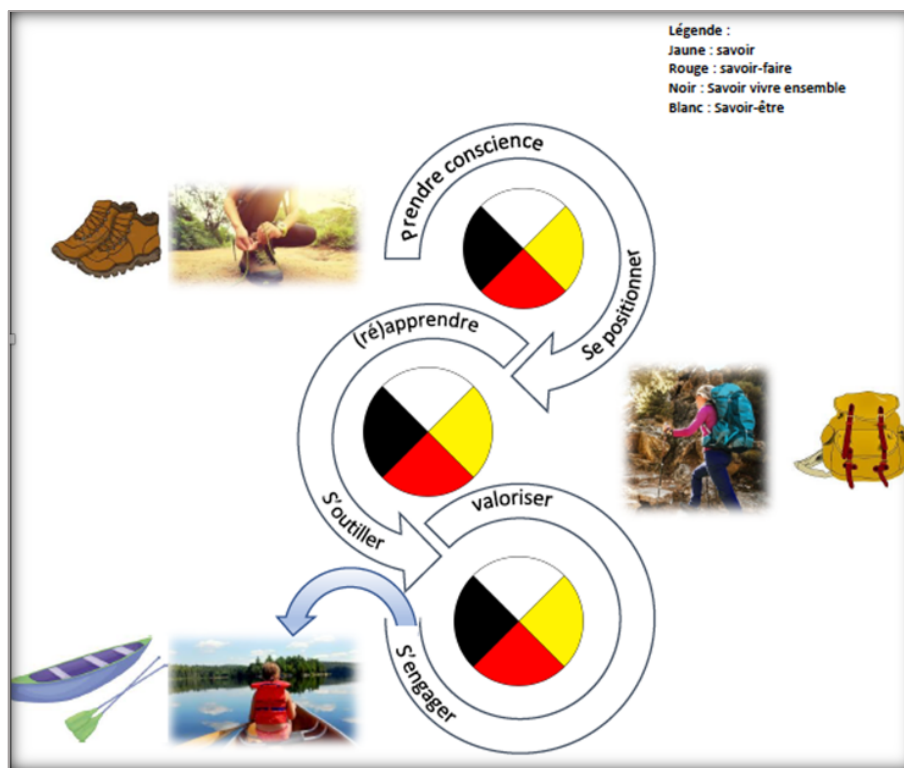 Légende :
Jaune : savoir
Rouge : savoir-faire
Noir : Savoir vivre ensemble
Blanc : Savoir-être
Prendre conscience
Se positionner
(ré)apprendre
S'outiller
valoriser
S'engager